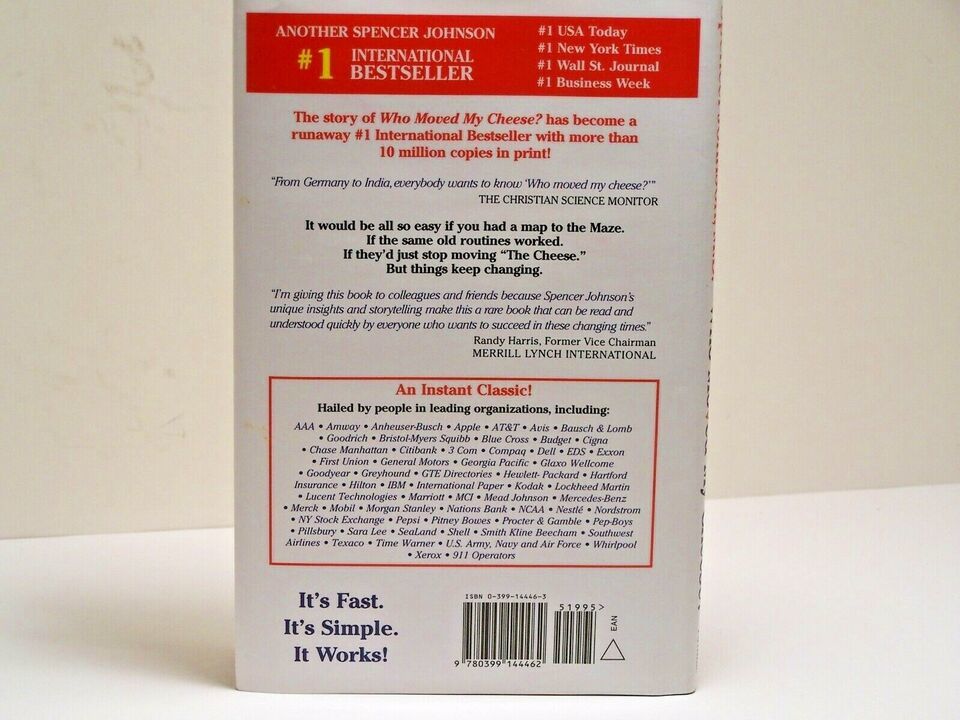 ANOTHER SPENCER JOHNSON
#1 INTERNATIONAL
BESTSELLER
#1 USA Today
#1 New York Times
#1 Wall St. Journal
#1 Business Week
The story of Who Moved My Cheese? has become a
runaway #1 International Bestseller with more than
10 million copies in print!
"From Germany to India, everybody wants to know 'Who moved my cheese?'"
THE CHRISTIAN SCIENCE MONITOR
It would be all so easy if you had a map to the Maze.
If the same old routines worked.
If they'd just stop moving "The Cheese."
But things keep changing.
"I'm giving this book to colleagues and friends because Spencer Johnson's
unique insights and storytelling make this a rare book that can be read and
understood quickly by everyone who wants to succeed in these changing times."
Randy Harris, Former Vice Chairman
MERRILL LYNCH INTERNATIONAL
An Instant Classic!
Hailed by people in leading organizations, including:
AAA • Amway • Anheuser-Busch • Apple • AT&T • Avis • Bausch & Lomb
• Goodrich • Bristol-Myers Squibb • Blue Cross • Budget • Cigna
• Chase Manhattan • Citibank • 3 Com • Compaq • Dell • EDS • Exxon
• First Union • General Motors • Georgia Pacific • Glaxo Wellcome
• Goodyear • Greyhound • GTE Directories • Hewlett- Packard • Hartford
Insurance • Hilton • IBM • International Paper • Kodak • Lockheed Martin
• Lucent Technologies • Marriott • MCI • Mead Johnson • Mercedes-Benz
• Merck • Mobil • Morgan Stanley • Nations Bank • NCAA • Nestlé • Nordstrom
• NY Stock Exchange • Pepsi • Pitney Bowes • Procter & Gamble • Pep-Boys
• Pillsbury • Sara Lee • SeaLand • Shell • Smith Kline Beecham • Southwest
Airlines • Texaco • Time Warner • U.S. Army, Navy and Air Force • Whirlpool
• Xerox • 911 Operators
It's Fast.
It's Simple.
It Works!
ISBN 0-399-14446-3
51995>
EAN
9 780399 144462